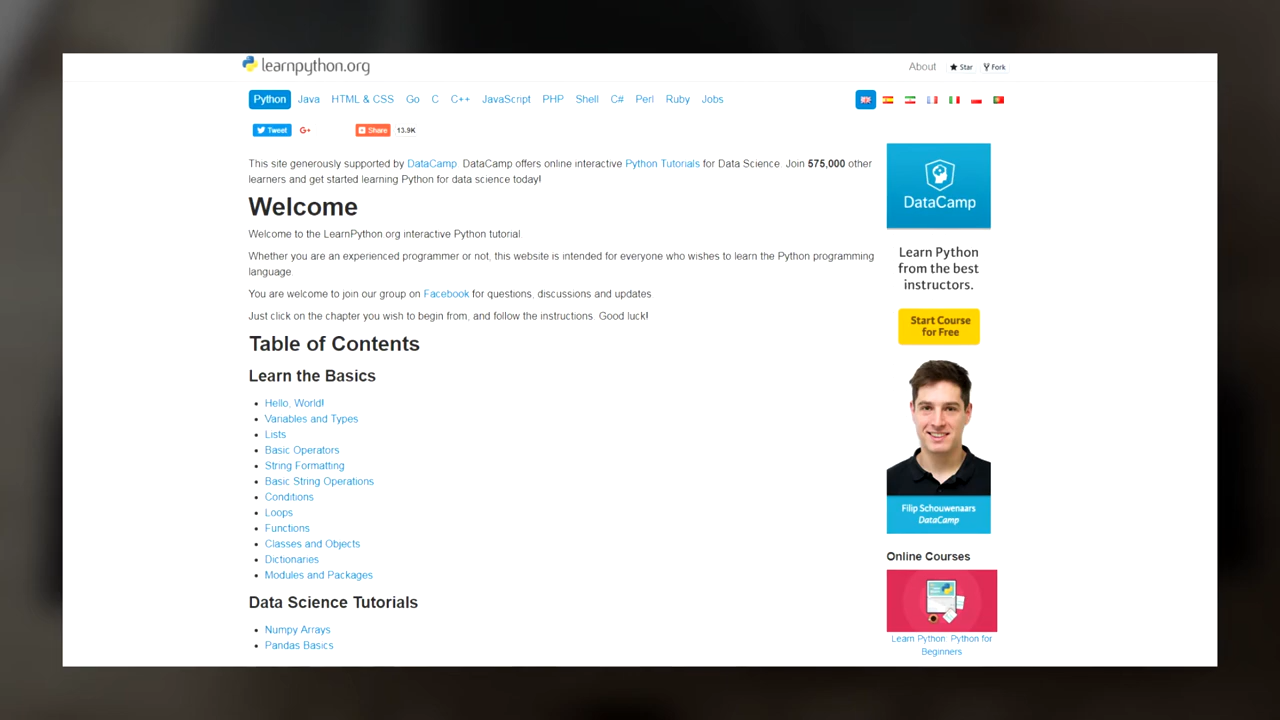 learnpython.org
About Star Fork
Python Java HTML & CSS Go C C++ JavaScript PHP Shell C# Perl Ruby Jobs
Tweet G+ Share 13.9K
This site generously supported by DataCamp. DataCamp offers online interactive Python Tutorials for Data Science. Join 575,000 other
learners and get started learning Python for data science today!
Welcome
Welcome to the LearnPython.org interactive Python tutorial
Whether you are an experienced programmer or not, this website is intended for everyone who wishes to learn the Python programming
language.
You are welcome to join our group on Facebook for questions, discussions and updates
Just click on the chapter you wish to begin from, and follow the instructions. Good luck!
Table of Contents
Learn the Basics
Hello, World!
Variables and Types
Lists
Basic Operators
String Formatting
Basic String Operations
Conditions
Loops
Functions
Classes and Objects
Dictionaries
Modules and Packages
Data Science Tutorials
Numpy Arrays
Pandas Basics
DataCamp
Learn Python
from the best
instructors.
Start Course
for Free
Filip Schouwenaars
DataCamp
Online Courses
Learn Python: Python for
Beginners